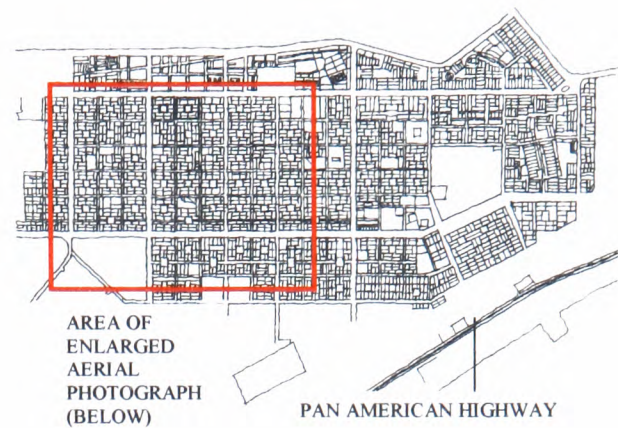 AREA OF
ENLARGED
AERIAL
PHOTOGRAPH
(BELOW)
PAN AMERICAN HIGHWAY